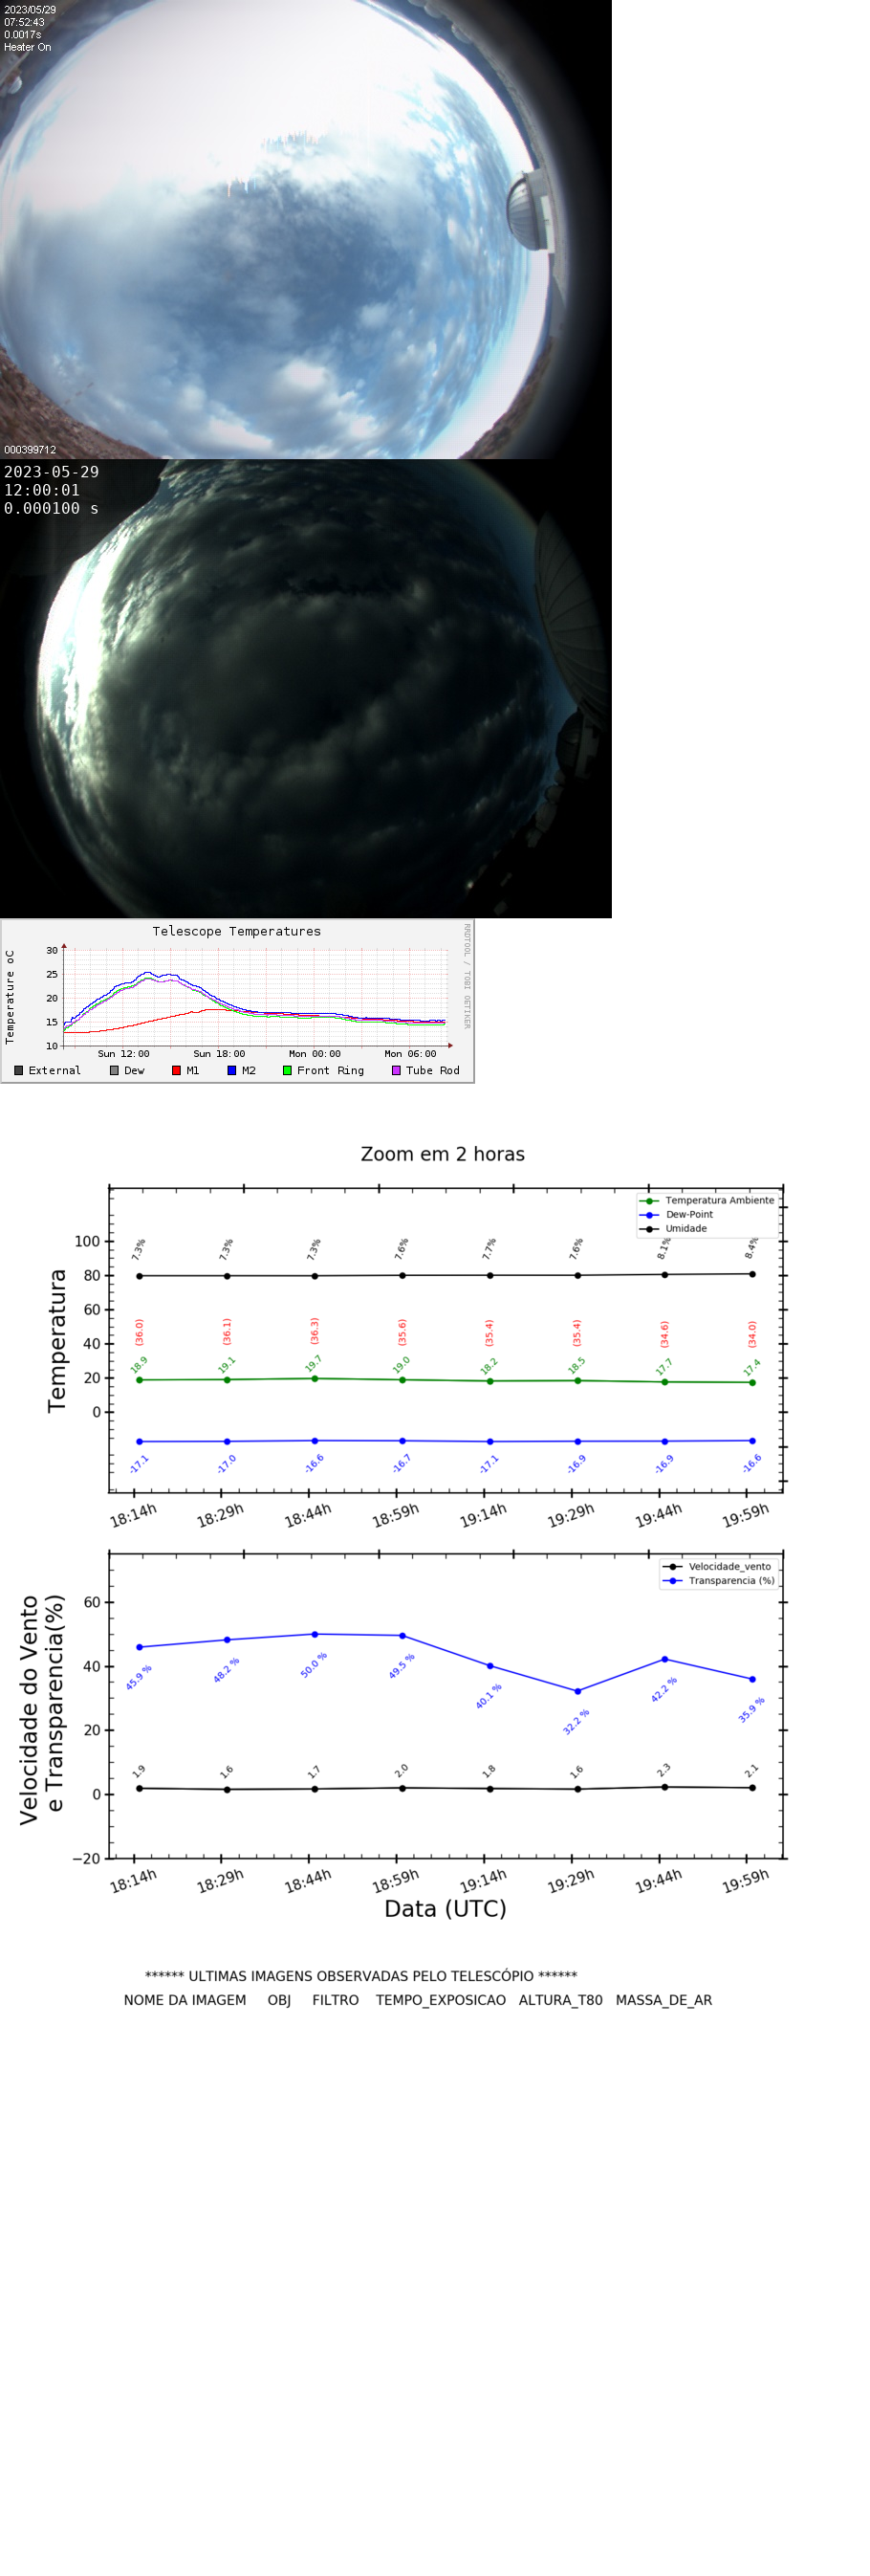 2023/05/29
07:52:43
0.0017s
Heater On
000399712
2023-05-29
12:00:01
0.000100 s
Telescope Temperatures
RRDTOOL / TOBI OETIKER
Temperature oC
30
25
20
15
10
Sun 12:00 Sun 18:00 Mon 00:00 Mon 06:00
External Dew M1 M2 Front Ring Tube Rod
Zoom em 2 horas
Temperatura Ambiente
Dew-Point
Umidade
Temperatura
100
80
60
40
20
0
7.3% 7.3% 7.3% 7.6% 7.7% 7.6% 8.1% 8.4%
(36.0) (36.1) (36.3) (35.6) (35.4) (35.4) (34.6) (34.0)
18.9 19.1 19.7 19.0 18.2 18.5 17.7 17.4
-17.1 -17.0 -16.6 -16.7 -17.1 -16.9 -16.9 -16.6
18:14h 18:29h 18:44h 18:59h 19:14h 19:29h 19:44h 19:59h
Velocidade_vento
Transparencia (%)
Velocidade do Vento
e Transparencia(%)
60
40
20
0
−20
45.9 % 48.2 % 50.0 % 49.5 % 40.1 % 32.2 % 42.2 % 35.9 %
1.9 1.6 1.7 2.0 1.8 1.6 2.3 2.1
18:14h 18:29h 18:44h 18:59h 19:14h 19:29h 19:44h 19:59h
Data (UTC)
****** ULTIMAS IMAGENS OBSERVADAS PELO TELESCÓPIO ******
NOME DA IMAGEM OBJ FILTRO TEMPO_EXPOSICAO ALTURA_T80 MASSA_DE_AR